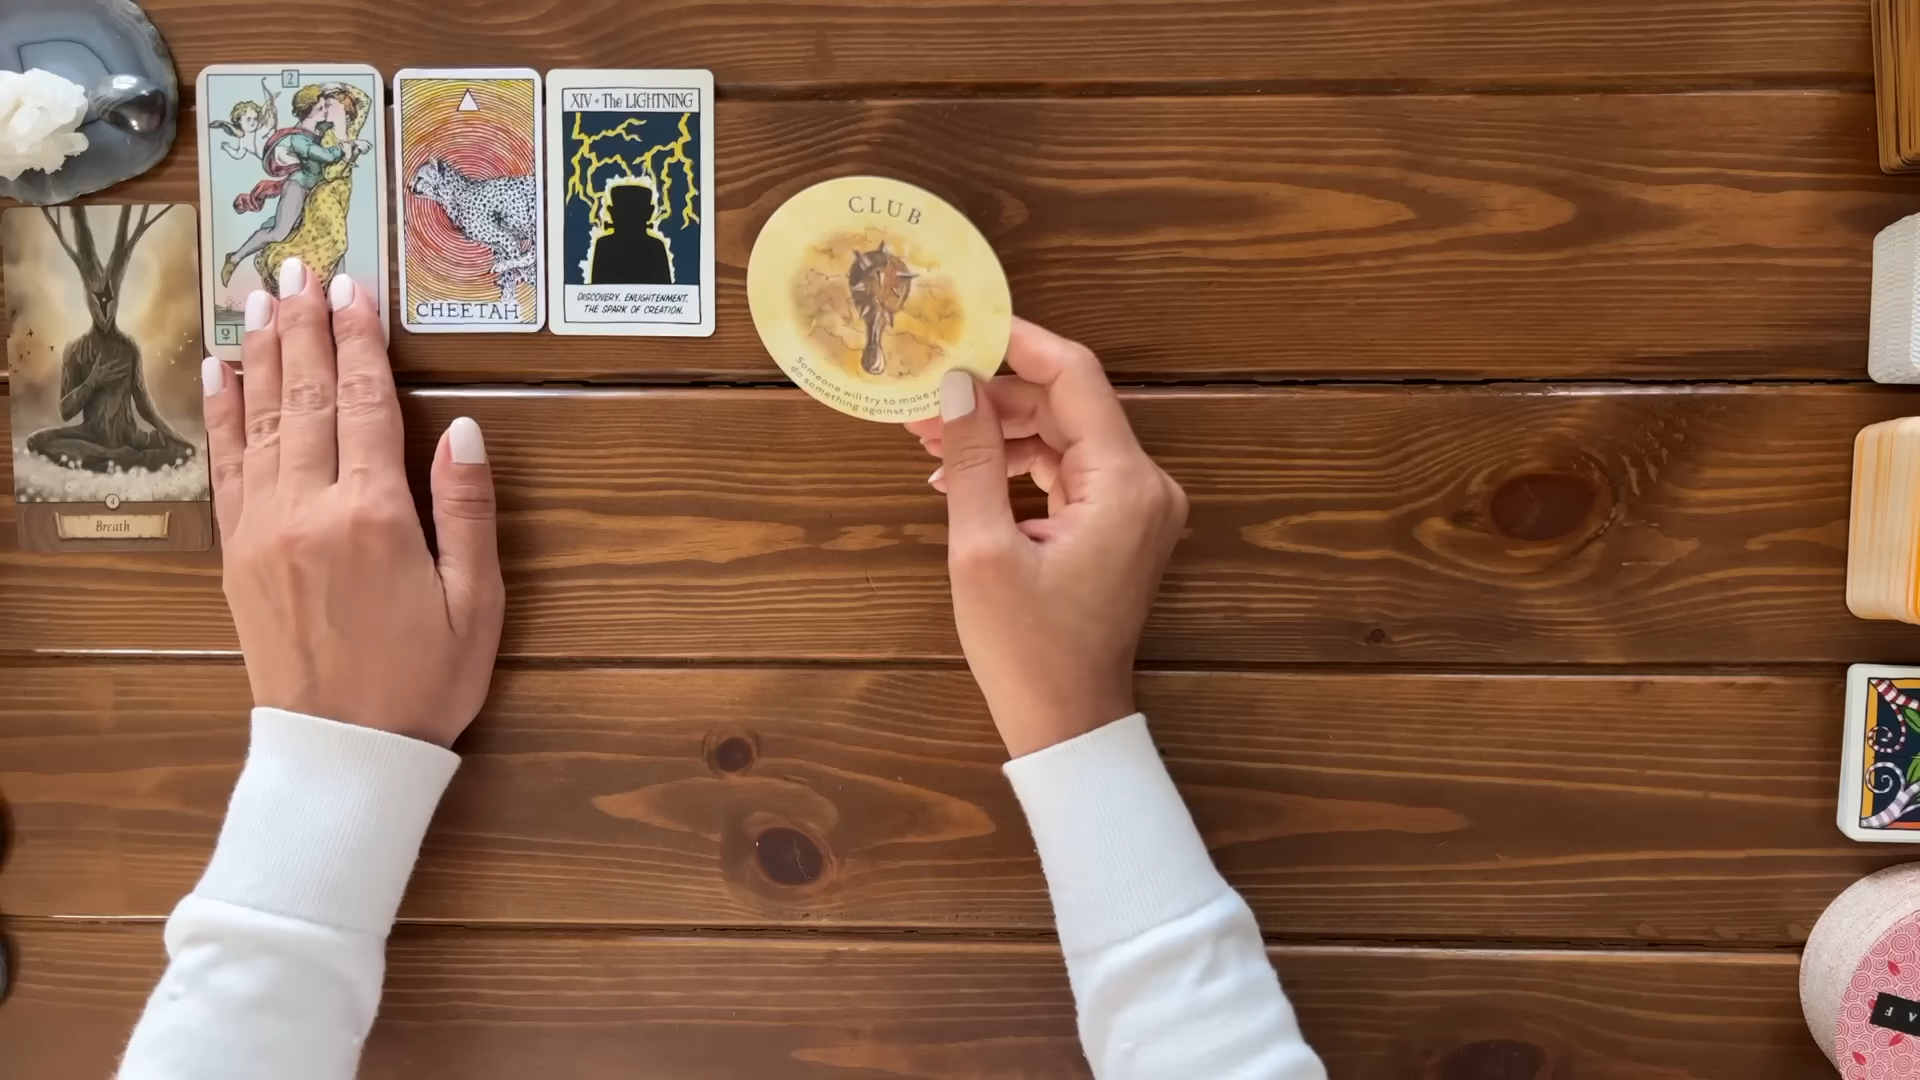 2
CHEETAH
XIV • The LIGHTNING
DISCOVERY. ENLIGHTENMENT.
THE SPARK OF CREATION.
CLUB
Someone will try to make
do something against your
4
Breath
A F